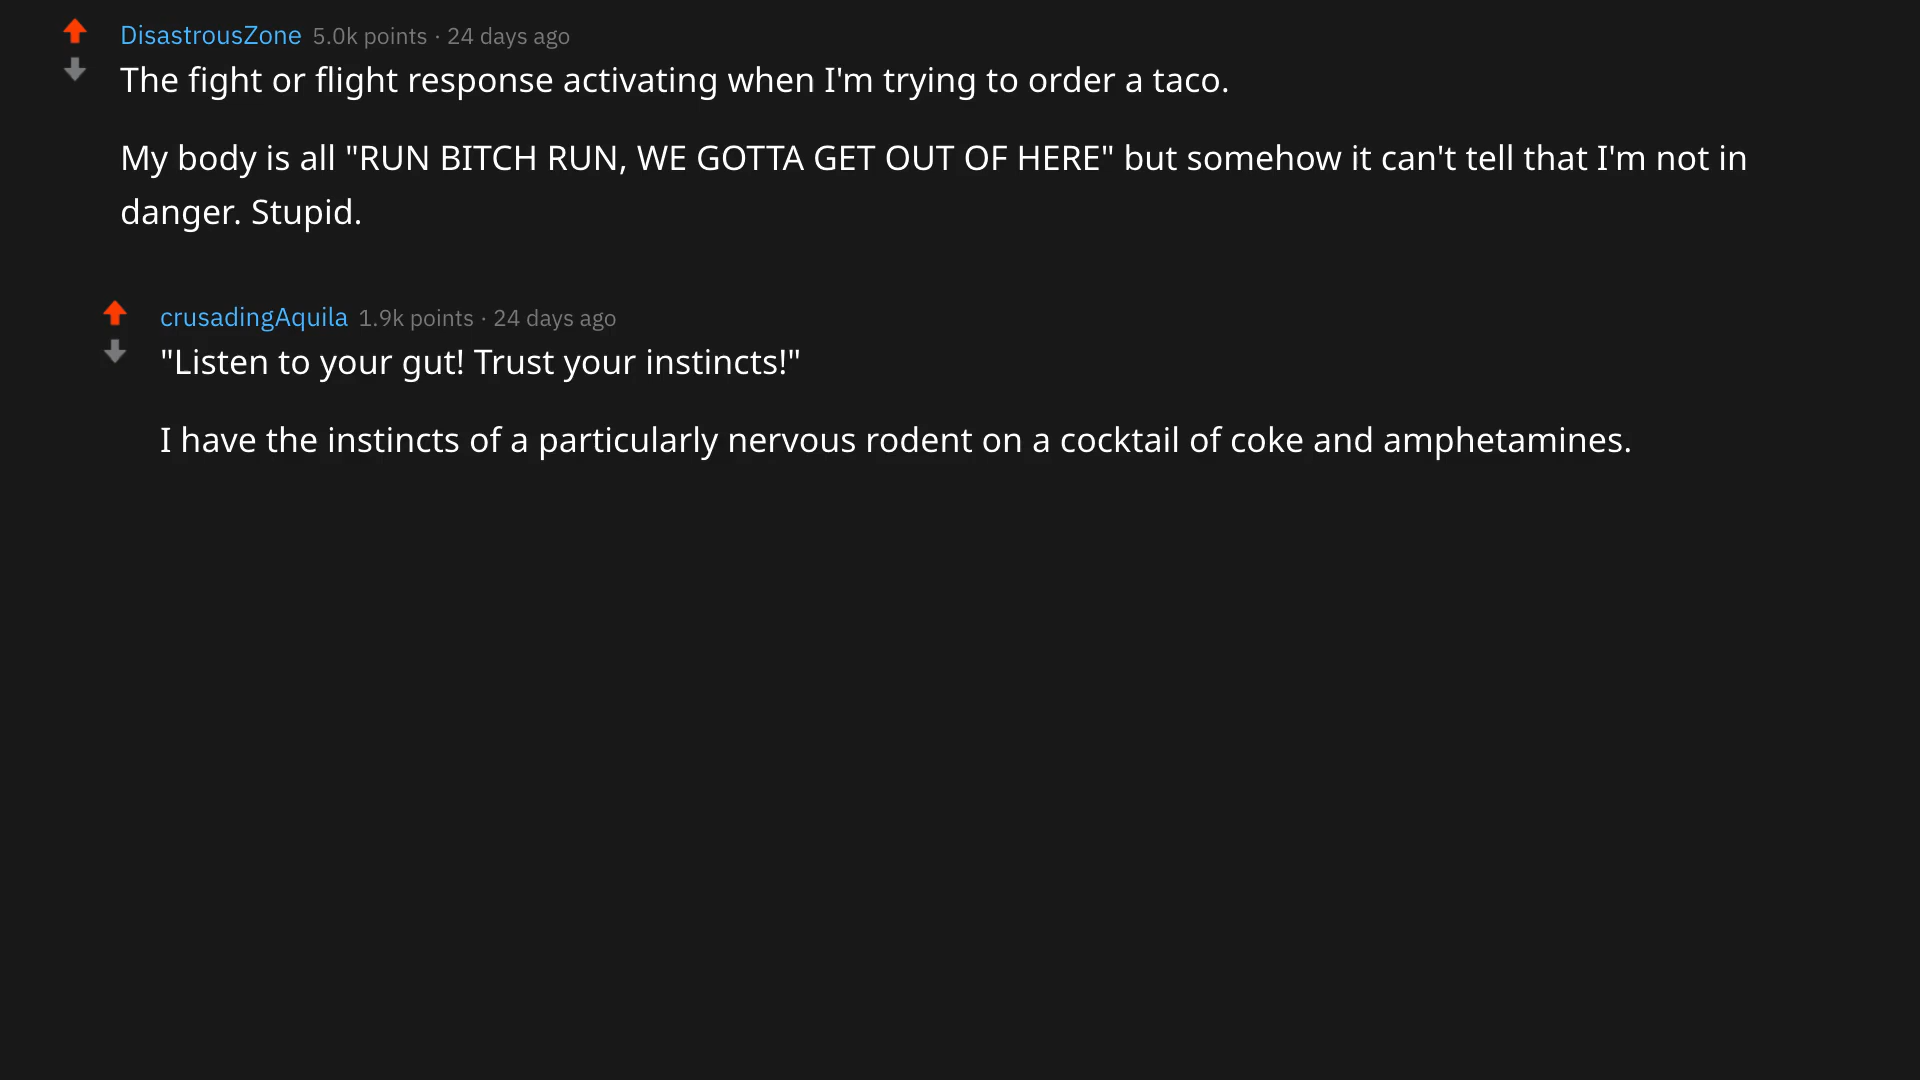 DisastrousZone 5.0k points · 24 days ago
The fight or flight response activating when I'm trying to order a taco.
My body is all "RUN BITCH RUN, WE GOTTA GET OUT OF HERE" but somehow it can't tell that I'm not in
danger. Stupid.
crusadingAquila 1.9k points · 24 days ago
"Listen to your gut! Trust your instincts!"
I have the instincts of a particularly nervous rodent on a cocktail of coke and amphetamines.